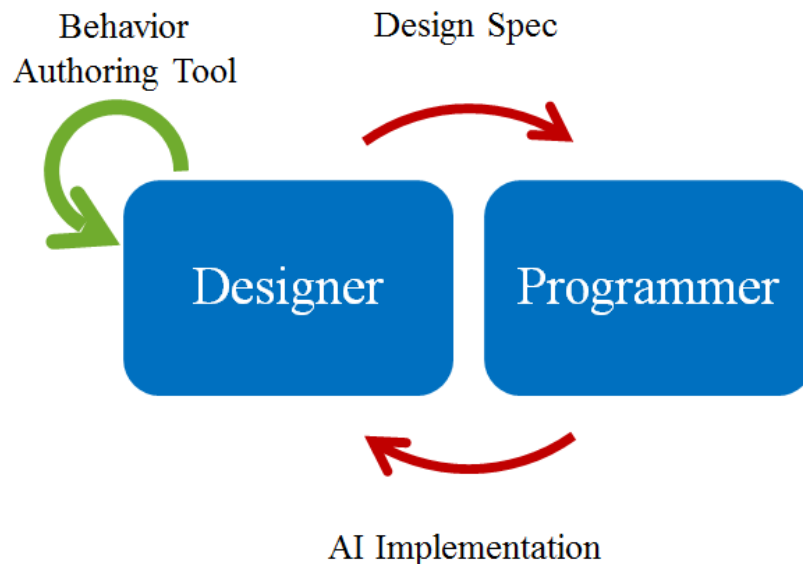 Behavior
Authoring Tool
Design Spec
Designer
Programmer
AI Implementation